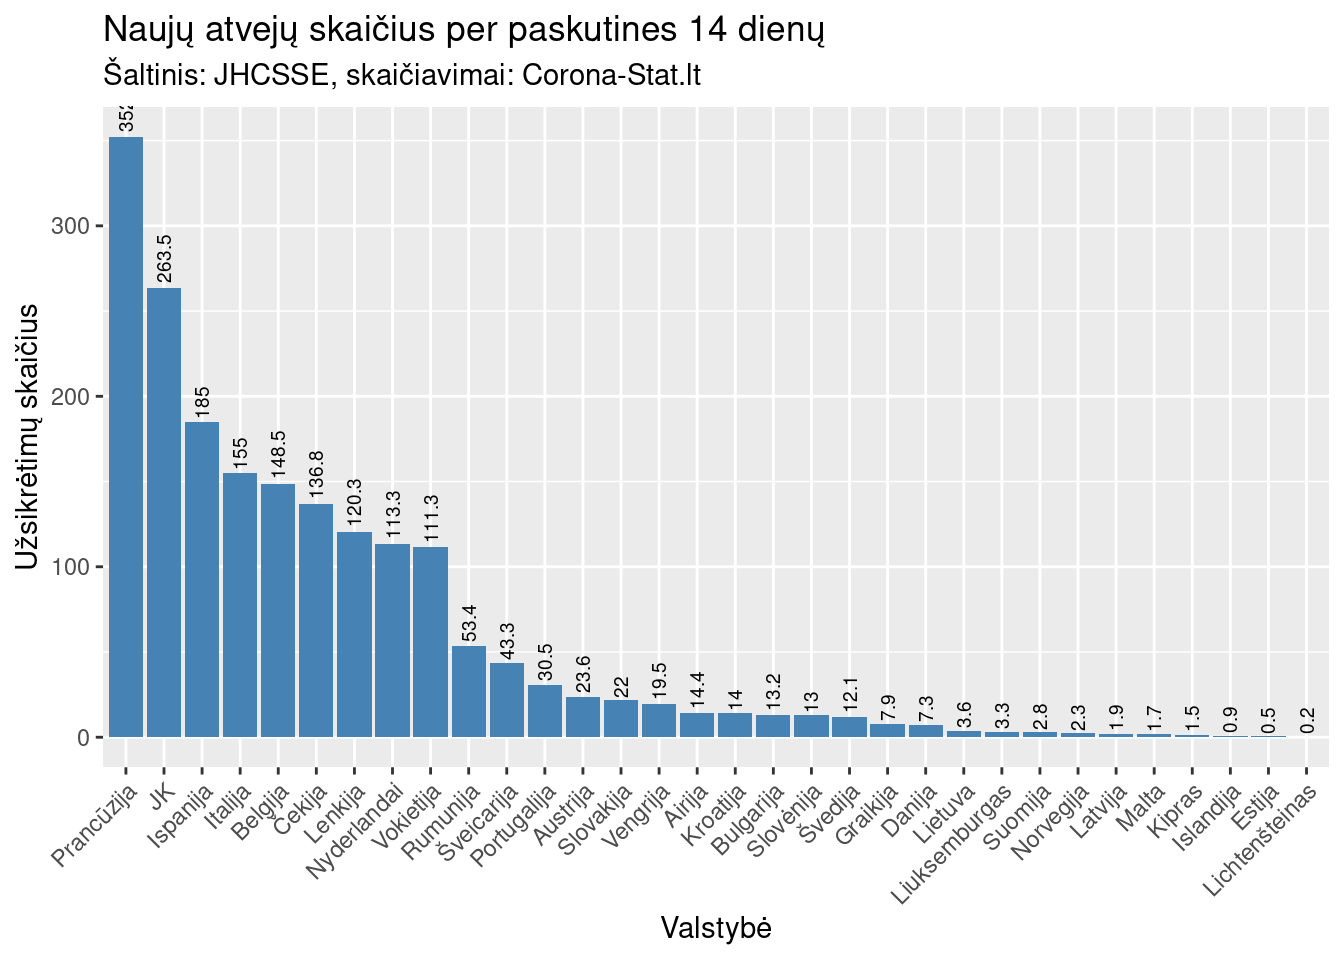 Naujų atvejų skaičius per paskutines 14 dienų
Šaltinis: JHCSSE, skaičiavimai: Corona-Stat.lt
Užsikrėtimų skaičius
300
200
100
0
263.5
185
155
148.5
136.8
120.3
113.3
111.3
53.4
43.3
30.5
23.6
22
19.5
14.4
14
13.2
13
12.1
7.9
7.3
3.6
3.3
2.8
2.3
1.9
1.7
1.5
0.9
0.5
0.2
Prancūzija
JK
Ispanija
Italija
Belgija
Čekija
Lenkija
Nyderlandai
Vokietija
Rumunija
Šveicarija
Portugalija
Austrija
Slovakija
Vengrija
Airija
Kroatija
Bulgarija
Slovėnija
Švedija
Graikija
Danija
Lietuva
Liuksemburgas
Suomija
Norvegija
Latvija
Malta
Kipras
Islandija
Estija
Lichtenšteinas
Valstybė